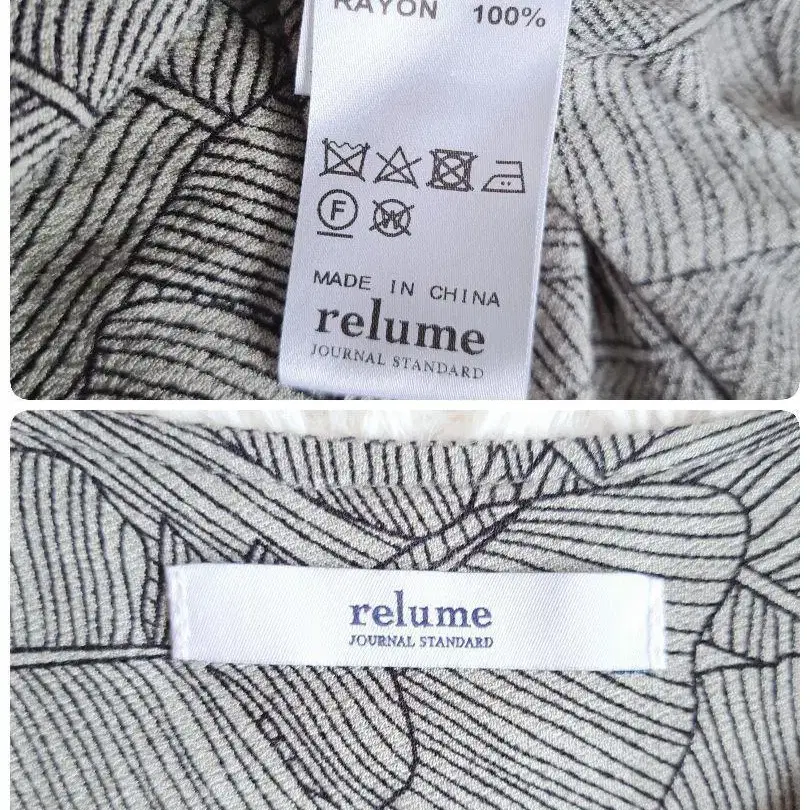 RAYON 100%
F
W
MADE IN CHINA
relume
JOURNAL STANDARD
relume
JOURNAL STANDARD